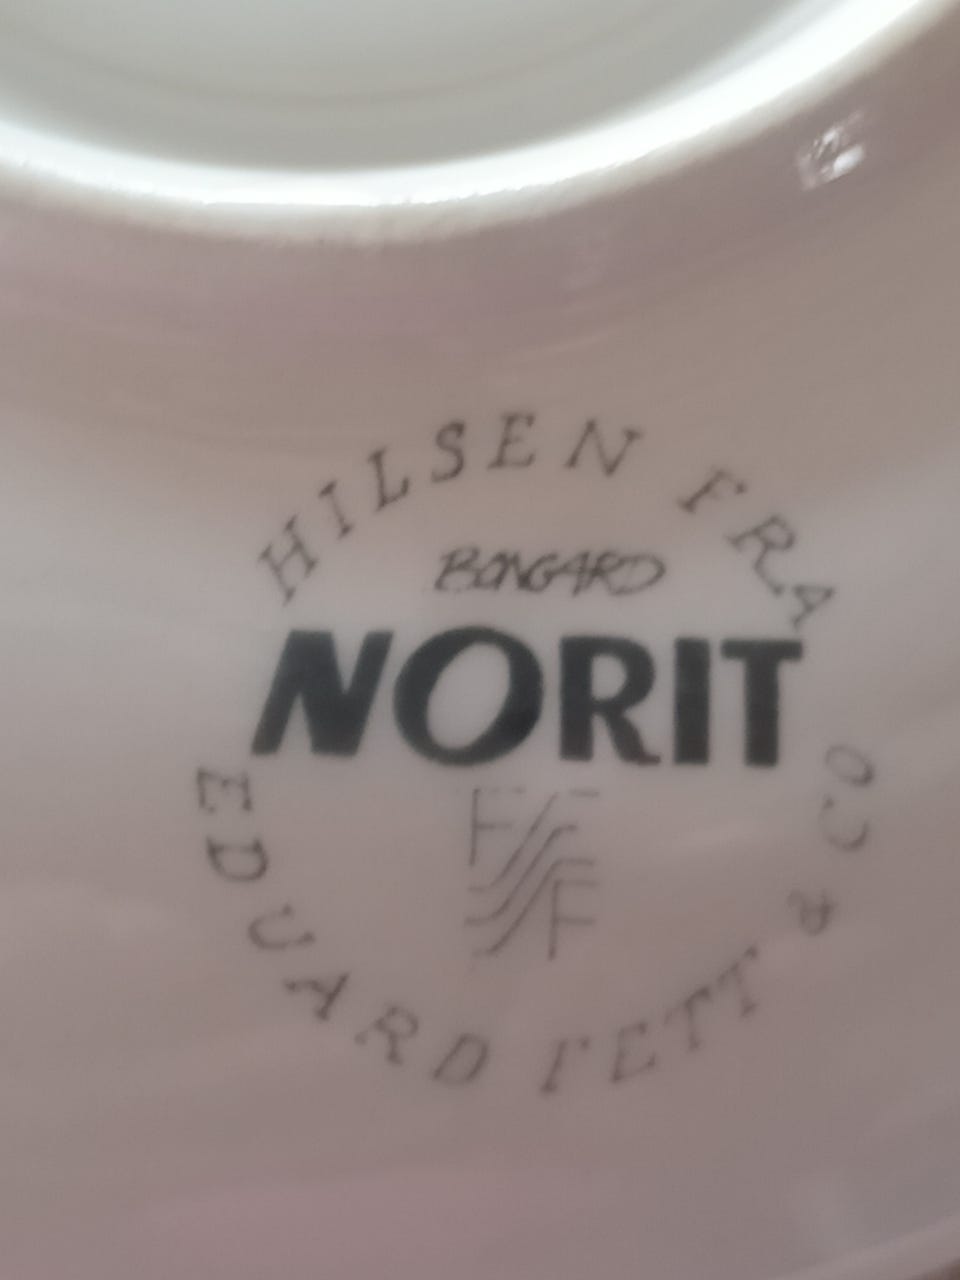 HILSEN FRA
BONGARD
NORIT
EDUARD FETT & CO